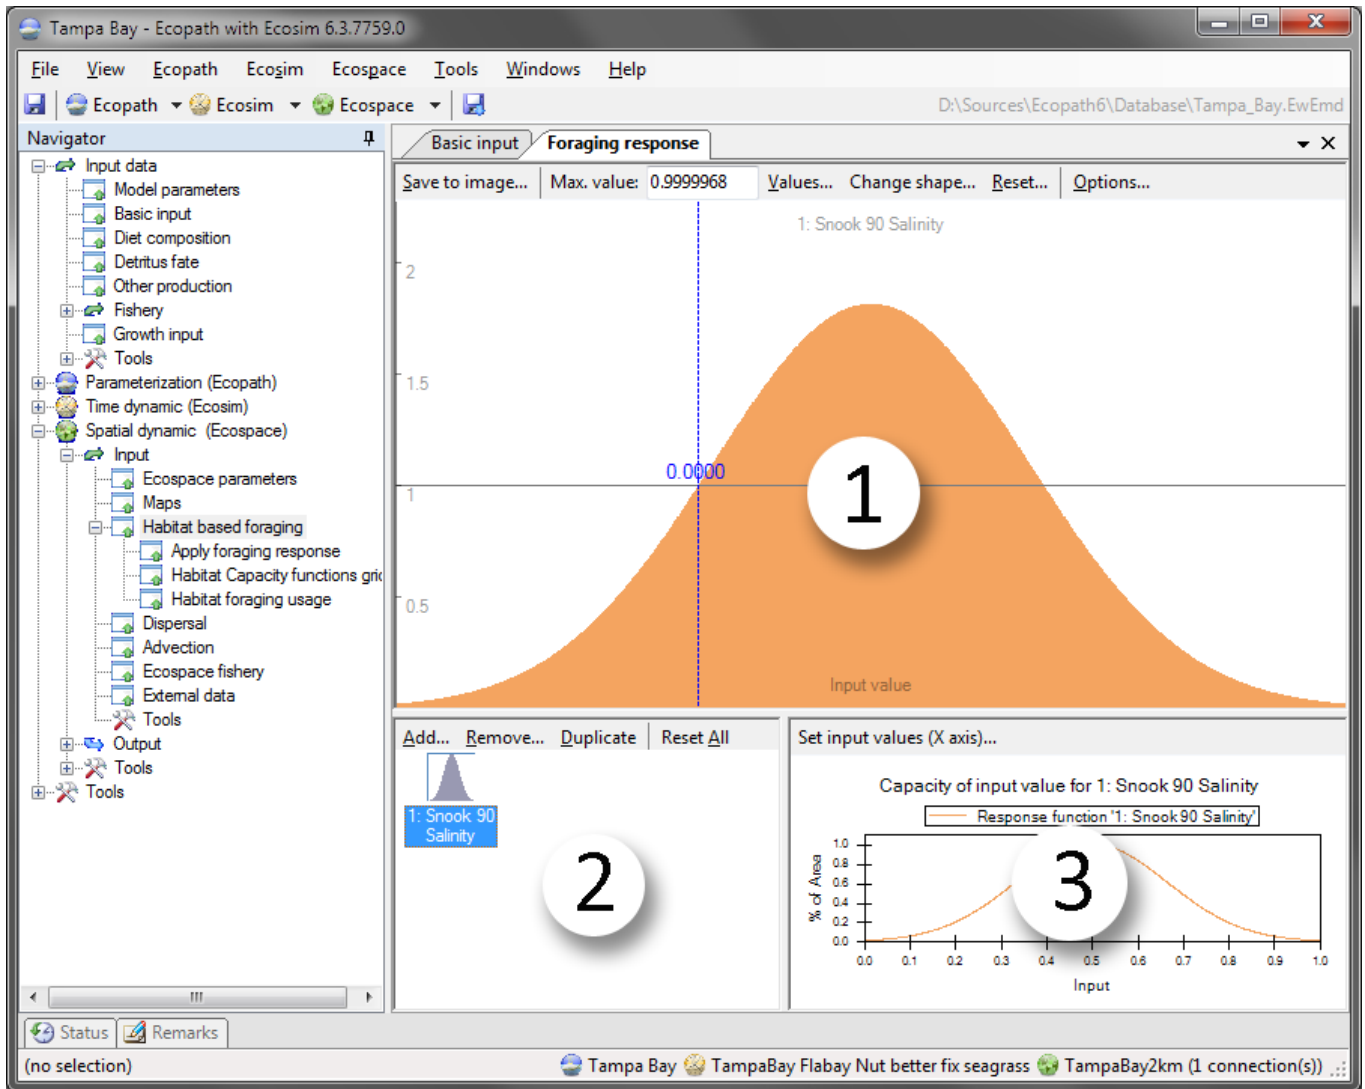 Tampa Bay - Ecopath with Ecosim 6.3.7759.0
File View Ecopath Ecosim Ecospace Tools Windows Help
Ecopath Ecosim Ecospace D:\Sources\Ecopath6\Database\Tampa_Bay.EwEmd
Navigator
Input data
Model parameters
Basic input
Diet composition
Detritus fate
Other production
Fishery
Growth input
Tools
Parameterization (Ecopath)
Time dynamic (Ecosim)
Spatial dynamic (Ecospace)
Input
Ecospace parameters
Maps
Habitat based foraging
Apply foraging response
Habitat Capacity functions gri
Habitat foraging usage
Dispersal
Advection
Ecospace fishery
External data
Tools
Output
Tools
Tools
Basic input Foraging response
Save to image... Max. value: 0.9999968 Values... Change shape... Reset... Options...
1: Snook 90 Salinity
2
1.5
0.0000
1
1
0.5
Input value
Add... Remove... Duplicate Reset All
1: Snook 90
Salinity
2
Set input values (X axis)...
Capacity of input value for 1: Snook 90 Salinity
Response function '1: Snook 90 Salinity'
% of Area
1.0
0.8
0.6
0.4
0.2
0.0
3
0.0 0.1 0.2 0.3 0.4 0.5 0.6 0.7 0.8 0.9 1.0
Input
Status Remarks
(no selection) Tampa Bay TampaBay Flabay Nut better fix seagrass TampaBay2km (1 connection(s))